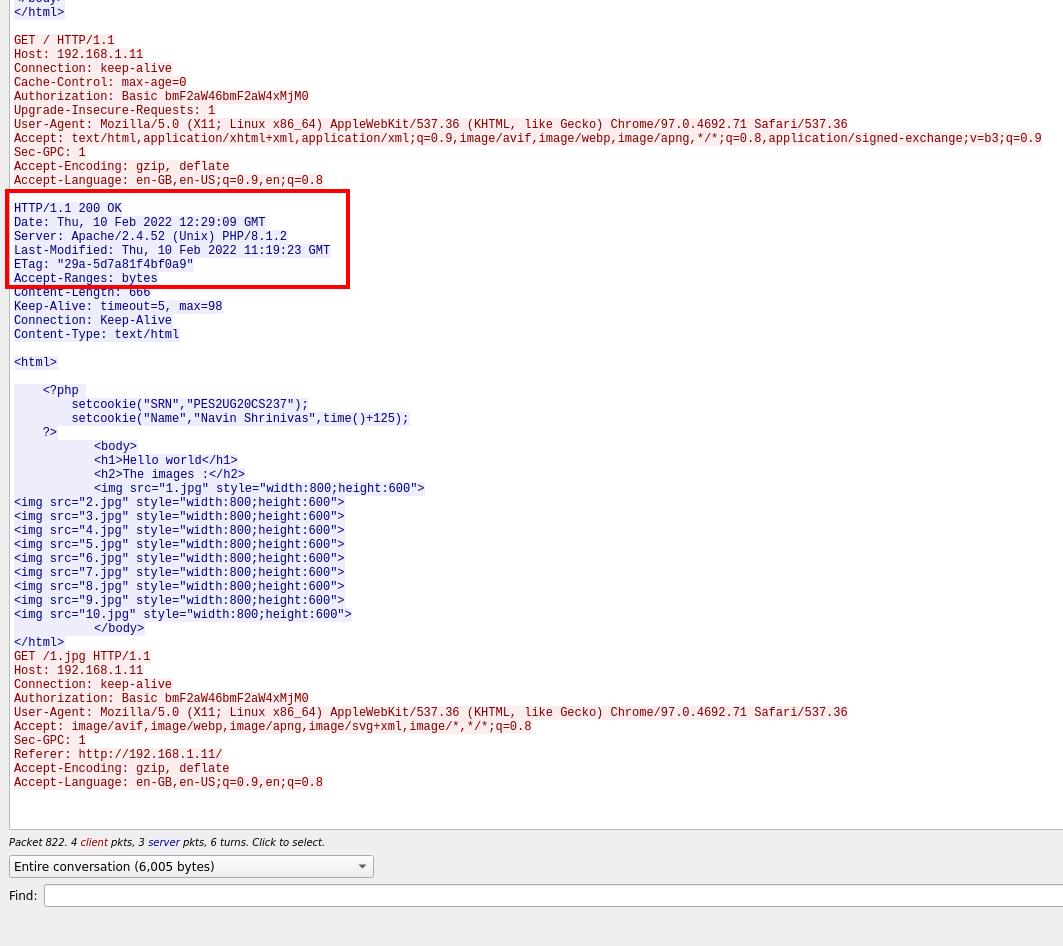 </body>
</html>
GET / HTTP/1.1
Host: 192.168.1.11
Connection: keep-alive
Cache-Control: max-age=0
Authorization: Basic bmF2aW46bmF2aW4xMjM0
Upgrade-Insecure-Requests: 1
User-Agent: Mozilla/5.0 (X11; Linux x86_64) AppleWebKit/537.36 (KHTML, like Gecko) Chrome/97.0.4692.71 Safari/537.36
Accept: text/html,application/xhtml+xml,application/xml;q=0.9,image/avif,image/webp,image/apng,*/*;q=0.8,application/signed-exchange;v=b3;q=0.9
Sec-GPC: 1
Accept-Encoding: gzip, deflate
Accept-Language: en-GB,en-US;q=0.9,en;q=0.8
HTTP/1.1 200 OK
Date: Thu, 10 Feb 2022 12:29:09 GMT
Server: Apache/2.4.52 (Unix) PHP/8.1.2
Last-Modified: Thu, 10 Feb 2022 11:19:23 GMT
ETag: "29a-5d7a81f4bf0a9"
Accept-Ranges: bytes
Content-Length: 666
Keep-Alive: timeout=5, max=98
Connection: Keep-Alive
Content-Type: text/html
<html>
<?php
setcookie("SRN","PES2UG20CS237");
setcookie("Name","Navin Shrinivas",time()+125);
?>
<body>
<h1>Hello world</h1>
<h2>The images :</h2>
<img src="1.jpg" style="width:800;height:600">
<img src="2.jpg" style="width:800;height:600">
<img src="3.jpg" style="width:800;height:600">
<img src="4.jpg" style="width:800;height:600">
<img src="5.jpg" style="width:800;height:600">
<img src="6.jpg" style="width:800;height:600">
<img src="7.jpg" style="width:800;height:600">
<img src="8.jpg" style="width:800;height:600">
<img src="9.jpg" style="width:800;height:600">
<img src="10.jpg" style="width:800;height:600">
</body>
</html>
GET /1.jpg HTTP/1.1
Host: 192.168.1.11
Connection: keep-alive
Authorization: Basic bmF2aW46bmF2aW4xMjM0
User-Agent: Mozilla/5.0 (X11; Linux x86_64) AppleWebKit/537.36 (KHTML, like Gecko) Chrome/97.0.4692.71 Safari/537.36
Accept: image/avif,image/webp,image/apng,image/svg+xml,image/*,*/*;q=0.8
Sec-GPC: 1
Referer: http://192.168.1.11/
Accept-Encoding: gzip, deflate
Accept-Language: en-GB,en-US;q=0.9,en;q=0.8
Packet 822. 4 client pkts, 3 server pkts, 6 turns. Click to select.
Entire conversation (6,005 bytes)
Find: